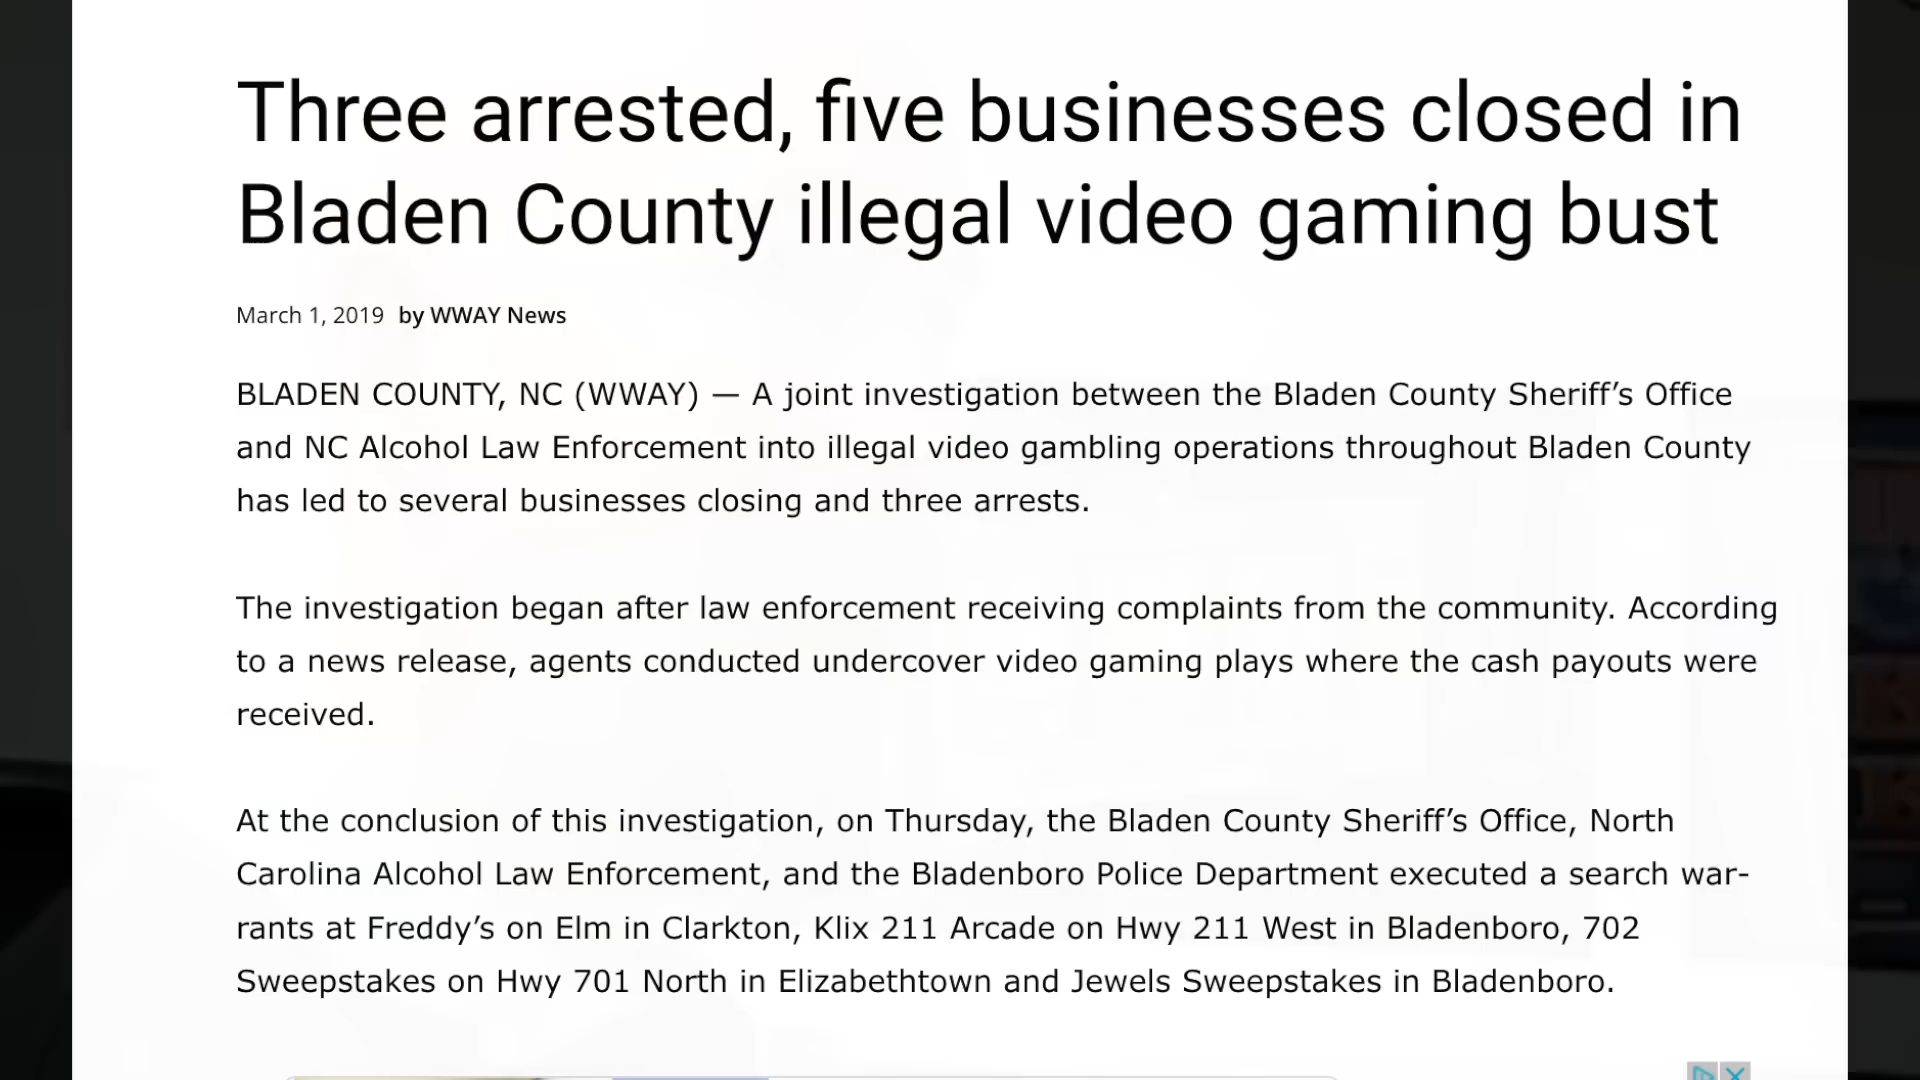 Three arrested, five businesses closed in
Bladen County illegal video gaming bust
March 1, 2019 by WWAY News
BLADEN COUNTY, NC (WWAY) — A joint investigation between the Bladen County Sheriff’s Office
and NC Alcohol Law Enforcement into illegal video gambling operations throughout Bladen County
has led to several businesses closing and three arrests.
The investigation began after law enforcement receiving complaints from the community. According
to a news release, agents conducted undercover video gaming plays where the cash payouts were
received.
At the conclusion of this investigation, on Thursday, the Bladen County Sheriff’s Office, North
Carolina Alcohol Law Enforcement, and the Bladenboro Police Department executed a search war-
rants at Freddy’s on Elm in Clarkton, Klix 211 Arcade on Hwy 211 West in Bladenboro, 702
Sweepstakes on Hwy 701 North in Elizabethtown and Jewels Sweepstakes in Bladenboro.